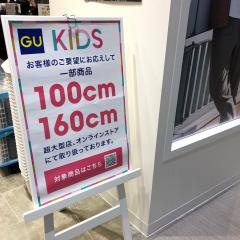 GU KIDS
お客様のご要望にお応えして
一部商品
100cm
160cm
超大型店、オンラインストア
にて取り扱っております。
対象商品はこちら